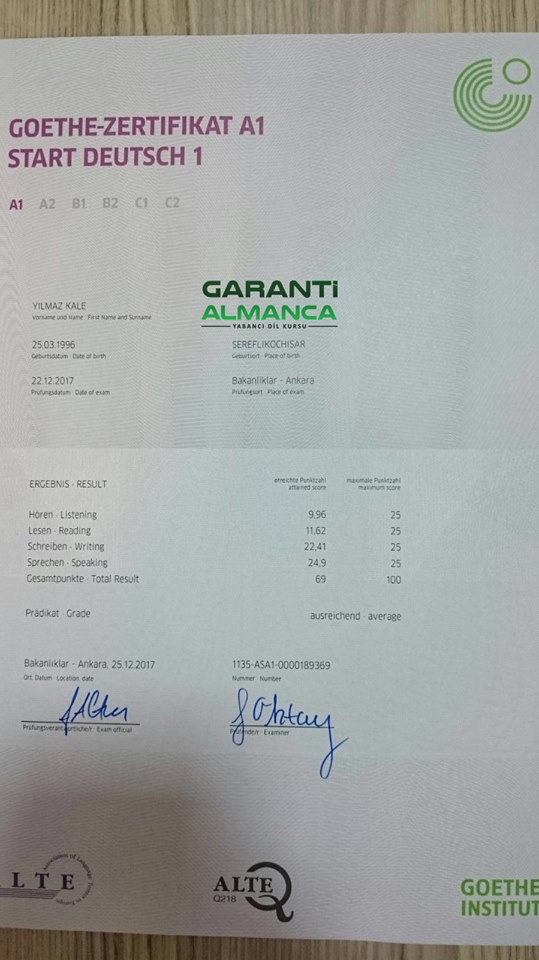 GOETHE-ZERTIFIKAT A1
START DEUTSCH 1
A1 A2 B1 B2 C1 C2
GARANTi
ALMANCA
YABANCI DİL KURSU
YILMAZ KALE
Vorname und Name · First Name and Surname
25.03.1996 SEREFLIKOCHISAR
Geburtsdatum · Date of birth Geburtsort · Place of birth
22.12.2017 Bakanliklar - Ankara
Prüfungsdatum · Date of exam Prüfungsort · Place of exam
ERGEBNIS · RESULT erreichte Punktzahl maximale Punktzahl
attained score maximum score
Hören · Listening 9,96 25
Lesen · Reading 11,62 25
Schreiben · Writing 22,41 25
Sprechen · Speaking 24,9 25
Gesamtpunkte · Total Result 69 100
Prädikat · Grade ausreichend · average
Bakanliklar - Ankara, 25.12.2017 1135-ASA1-0000189369
Ort, Datum · Location, date Nummer · Number
Prüfungsverantwortliche/r · Exam official Prüfende/r · Examiner
LTE
ALTE
Q218
GOETHE
INSTITUT